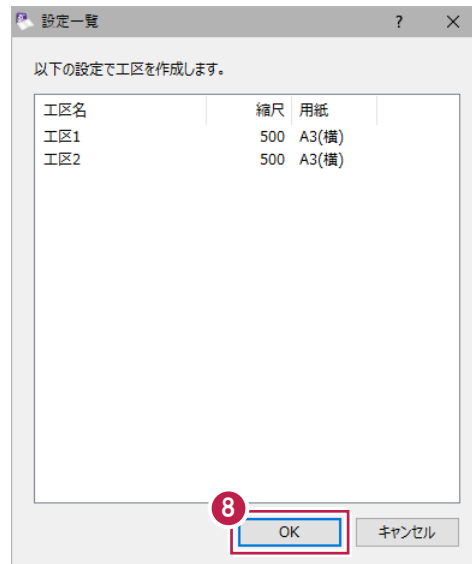 設定一覧 ? ×
以下の設定で工区を作成します。
工区名 縮尺 用紙
工区1 500 A3(横)
工区2 500 A3(横)
8
OK キャンセル